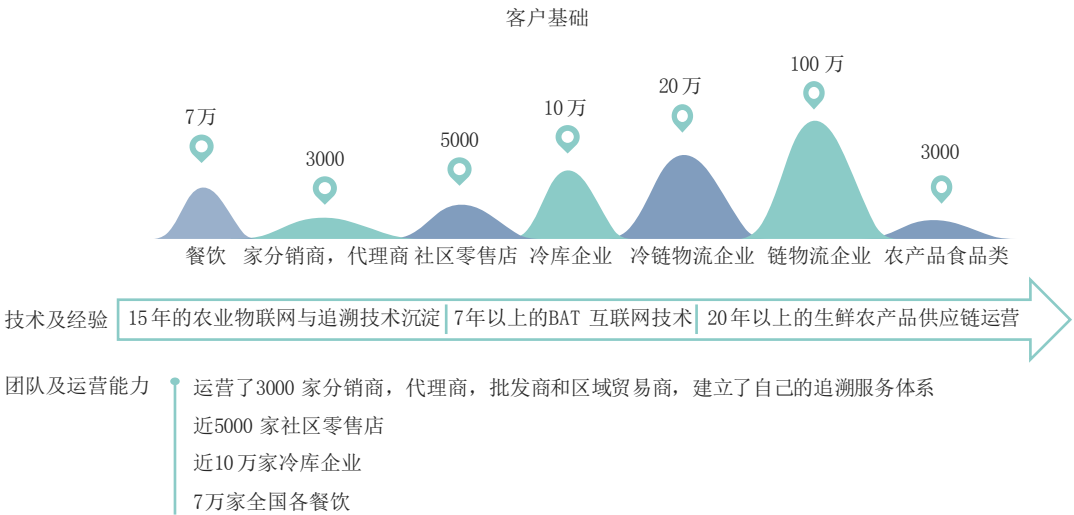 客户基础
7万
3000
5000
10万
20万
100 万
3000
餐饮
家分销商，代理商
社区零售店
冷库企业
冷链物流企业
链物流企业
农产品食品类
技术及经验
15年的农业物联网与追溯技术沉淀
7年以上的BAT 互联网技术
20年以上的生鲜农产品供应链运营
团队及运营能力
运营了3000 家分销商，代理商，批发商和区域贸易商，建立了自己的追溯服务体系
近5000 家社区零售店
近10万家冷库企业
7万家全国各餐饮